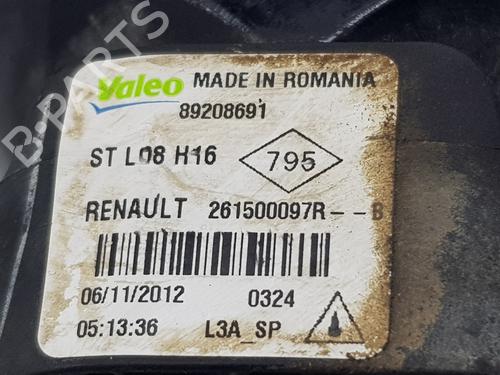 Valeo MADE IN ROMANIA
89208691
ST L08 H16 795
RENAULT 261500097R--B
06/11/2012 0324
05:13:36 L3A_SP
B-PARTS